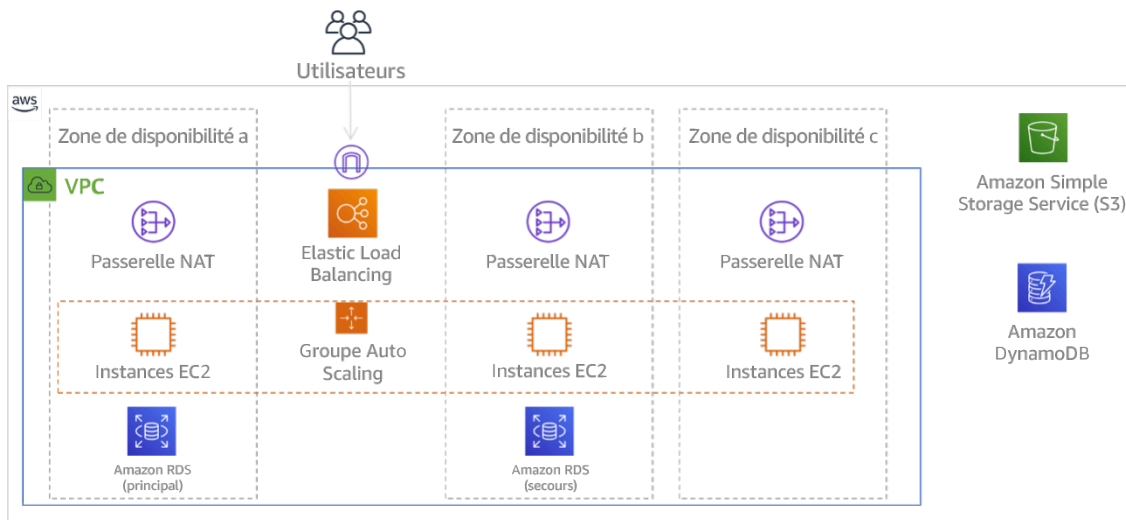 Utilisateurs
aws
Zone de disponibilité a
Zone de disponibilité b
Zone de disponibilité c
VPC
Passerelle NAT
Elastic Load
Balancing
Passerelle NAT
Passerelle NAT
Amazon Simple
Storage Service (S3)
Instances EC2
Groupe Auto
Scaling
Instances EC2
Instances EC2
Amazon
DynamoDB
Amazon RDS
(principal)
Amazon RDS
(secours)